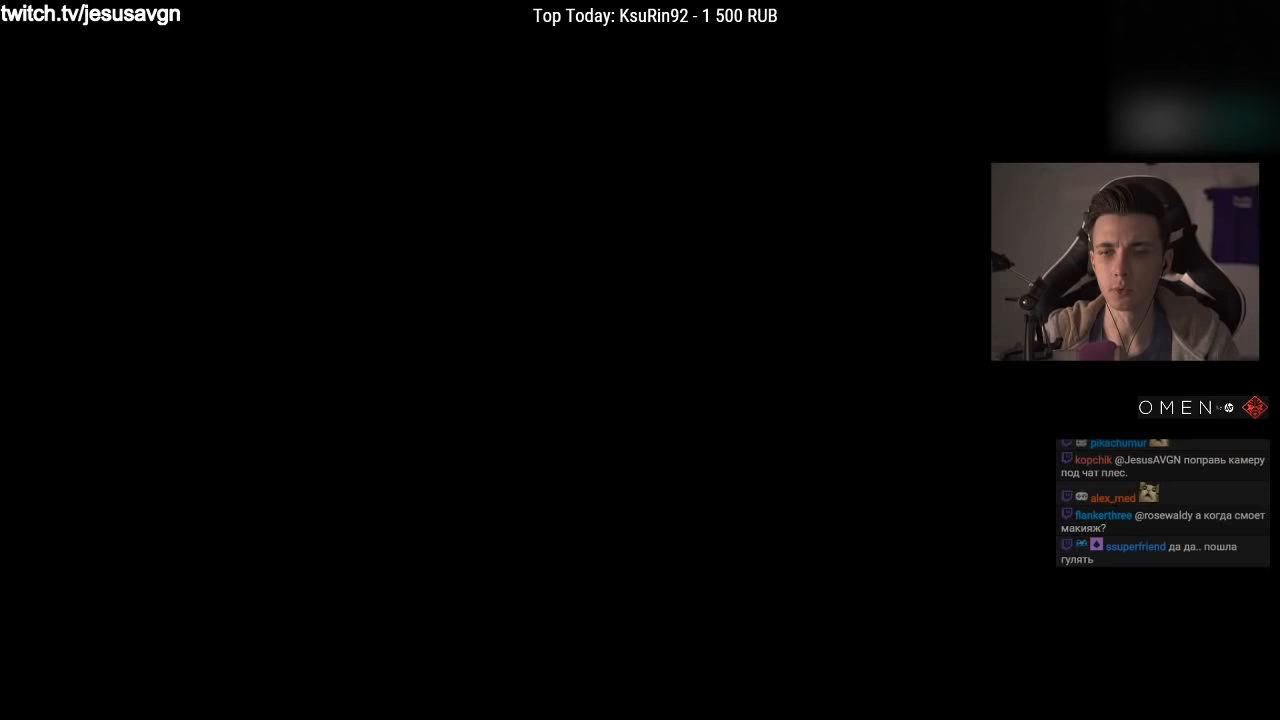 twitch.tv/jesusavgn
Top Today: KsuRin92 - 1 500 RUB
OMEN
pikachumur
kopchik @JesusAVGN поправь камеру
под чат плес.
alex_med
flankerthree @rosewaldy а когда смоет
макияж?
ssuperfriend да да.. пошла
гулять